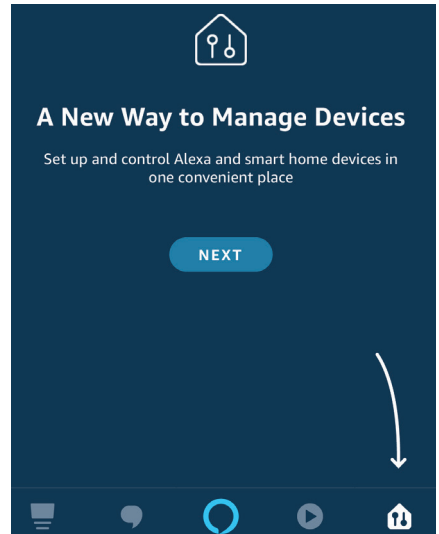 A New Way to Manage Devices
Set up and control Alexa and smart home devices in
one convenient place
NEXT